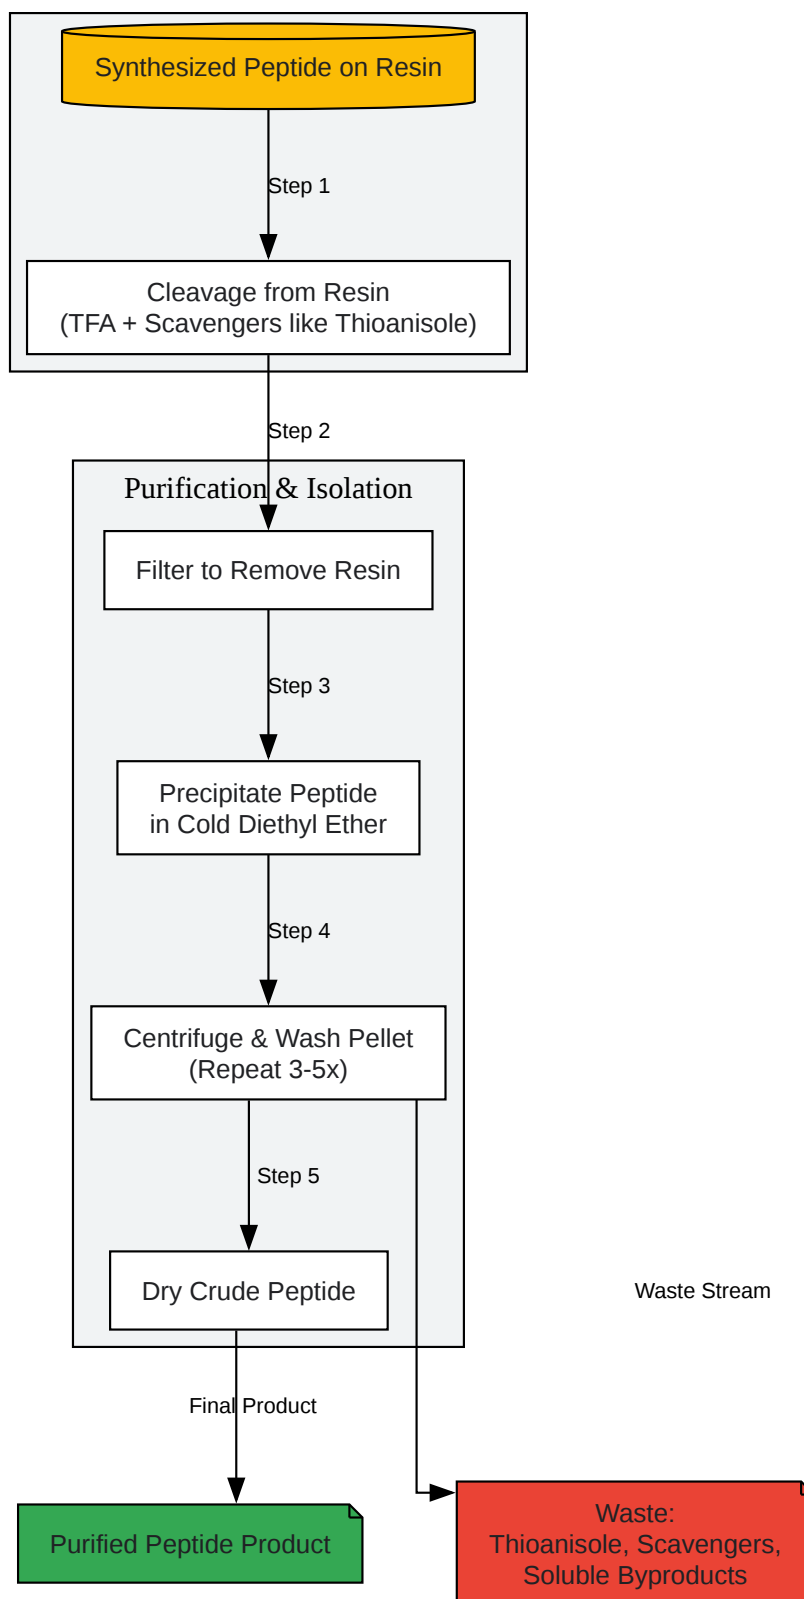 Synthesized Peptide on Resin
Step 1
Cleavage from Resin
(TFA + Scavengers like Thioanisole)
Step 2
Purification & Isolation
Filter to Remove Resin
Step 3
Precipitate Peptide
in Cold Diethyl Ether
Step 4
Centrifuge & Wash Pellet
(Repeat 3-5x)
Step 5
Dry Crude Peptide
Waste Stream
Final Product
Purified Peptide Product
Waste:
Thioanisole, Scavengers,
Soluble Byproducts